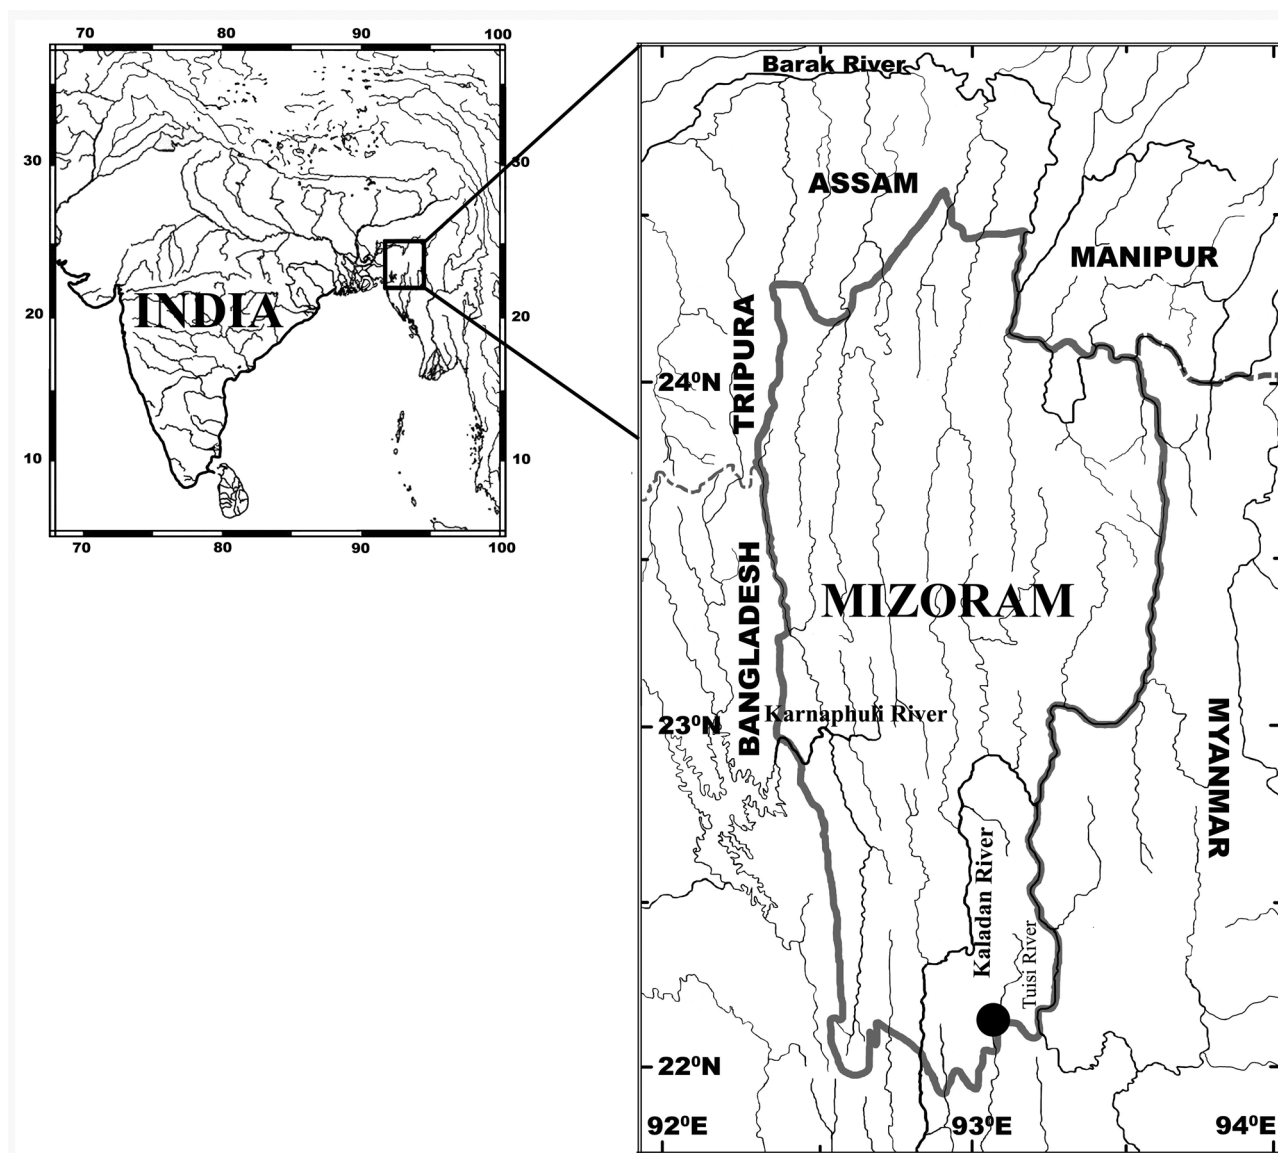 70 80 90 100
30 30
20 20
10 10
70 80 90 100
INDIA
Barak River
ASSAM
MANIPUR
TRIPURA
24⁰N
BANGLADESH
MIZORAM
Karnaphuli River
23⁰N
MYANMAR
Kaladan River
Tuisi River
22⁰N
92⁰E 93⁰E 94⁰E